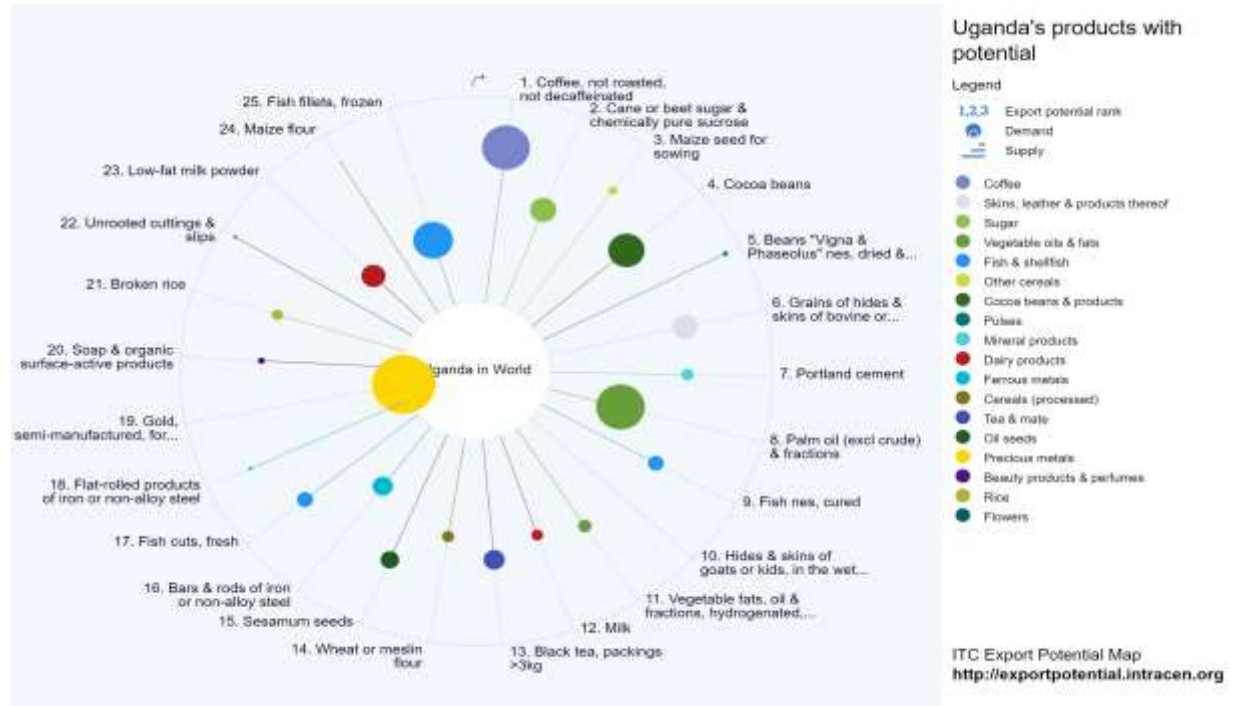 Uganda's products with
potential
Legend
1,2,3 Export potential rank
Demand
Supply
Coffee
Skins, leather & products thereof
Sugar
Vegetable oils & fats
Fish & shellfish
Other cereals
Cocoa beans & products
Pulses
Mineral products
Dairy products
Ferrous metals
Cereals (processed)
Tea & mate
Oil seeds
Precious metals
Beauty products & perfumes
Rice
Flowers
ITC Export Potential Map
http://exportpotential.intracen.org
1. Coffee, not roasted,
not decaffeinated
2. Cane or beet sugar &
chemically pure sucrose
3. Maize seed for
sowing
4. Cocoa beans
5. Beans "Vigna &
Phaseolus" nes, dried &...
6. Grains of hides &
skins of bovine or...
7. Portland cement
8. Palm oil (excl crude)
& fractions
9. Fish nes, cured
10. Hides & skins of
goats or kids, in the wet...
11. Vegetable fats, oil &
fractions, hydrogenated,...
12. Milk
13. Black tea, packings
>3kg
14. Wheat or meslin
flour
15. Sesamum seeds
16. Bars & rods of iron
or non-alloy steel
17. Fish cuts, fresh
18. Flat-rolled products
of iron or non-alloy steel
19. Gold,
semi-manufactured, for...
20. Soap & organic
surface-active products
21. Broken rice
22. Unrooted cuttings &
slips
23. Low-fat milk powder
24. Maize flour
25. Fish fillets, frozen
ganda in World